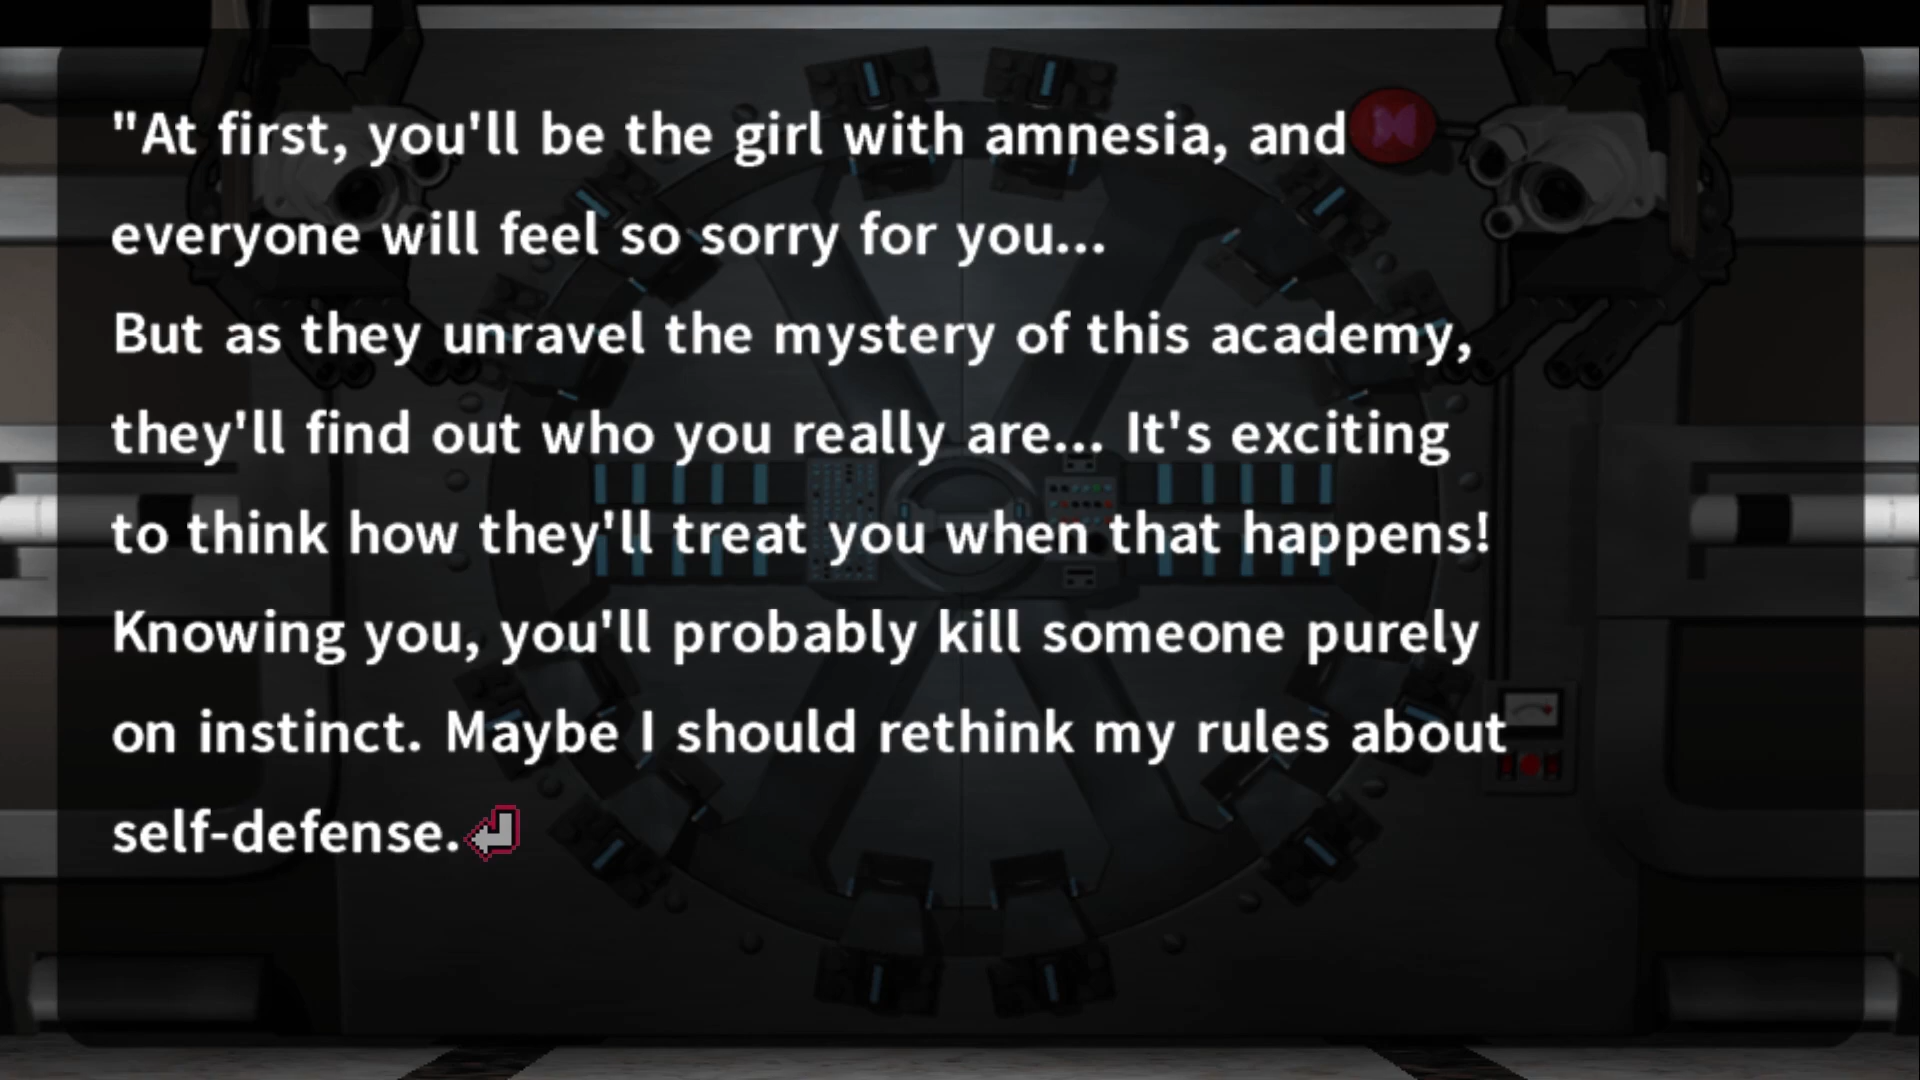 "At first, you'll be the girl with amnesia, and
everyone will feel so sorry for you...
But as they unravel the mystery of this academy,
they'll find out who you really are... It's exciting
to think how they'll treat you when that happens!
Knowing you, you'll probably kill someone purely
on instinct. Maybe I should rethink my rules about
self-defense.